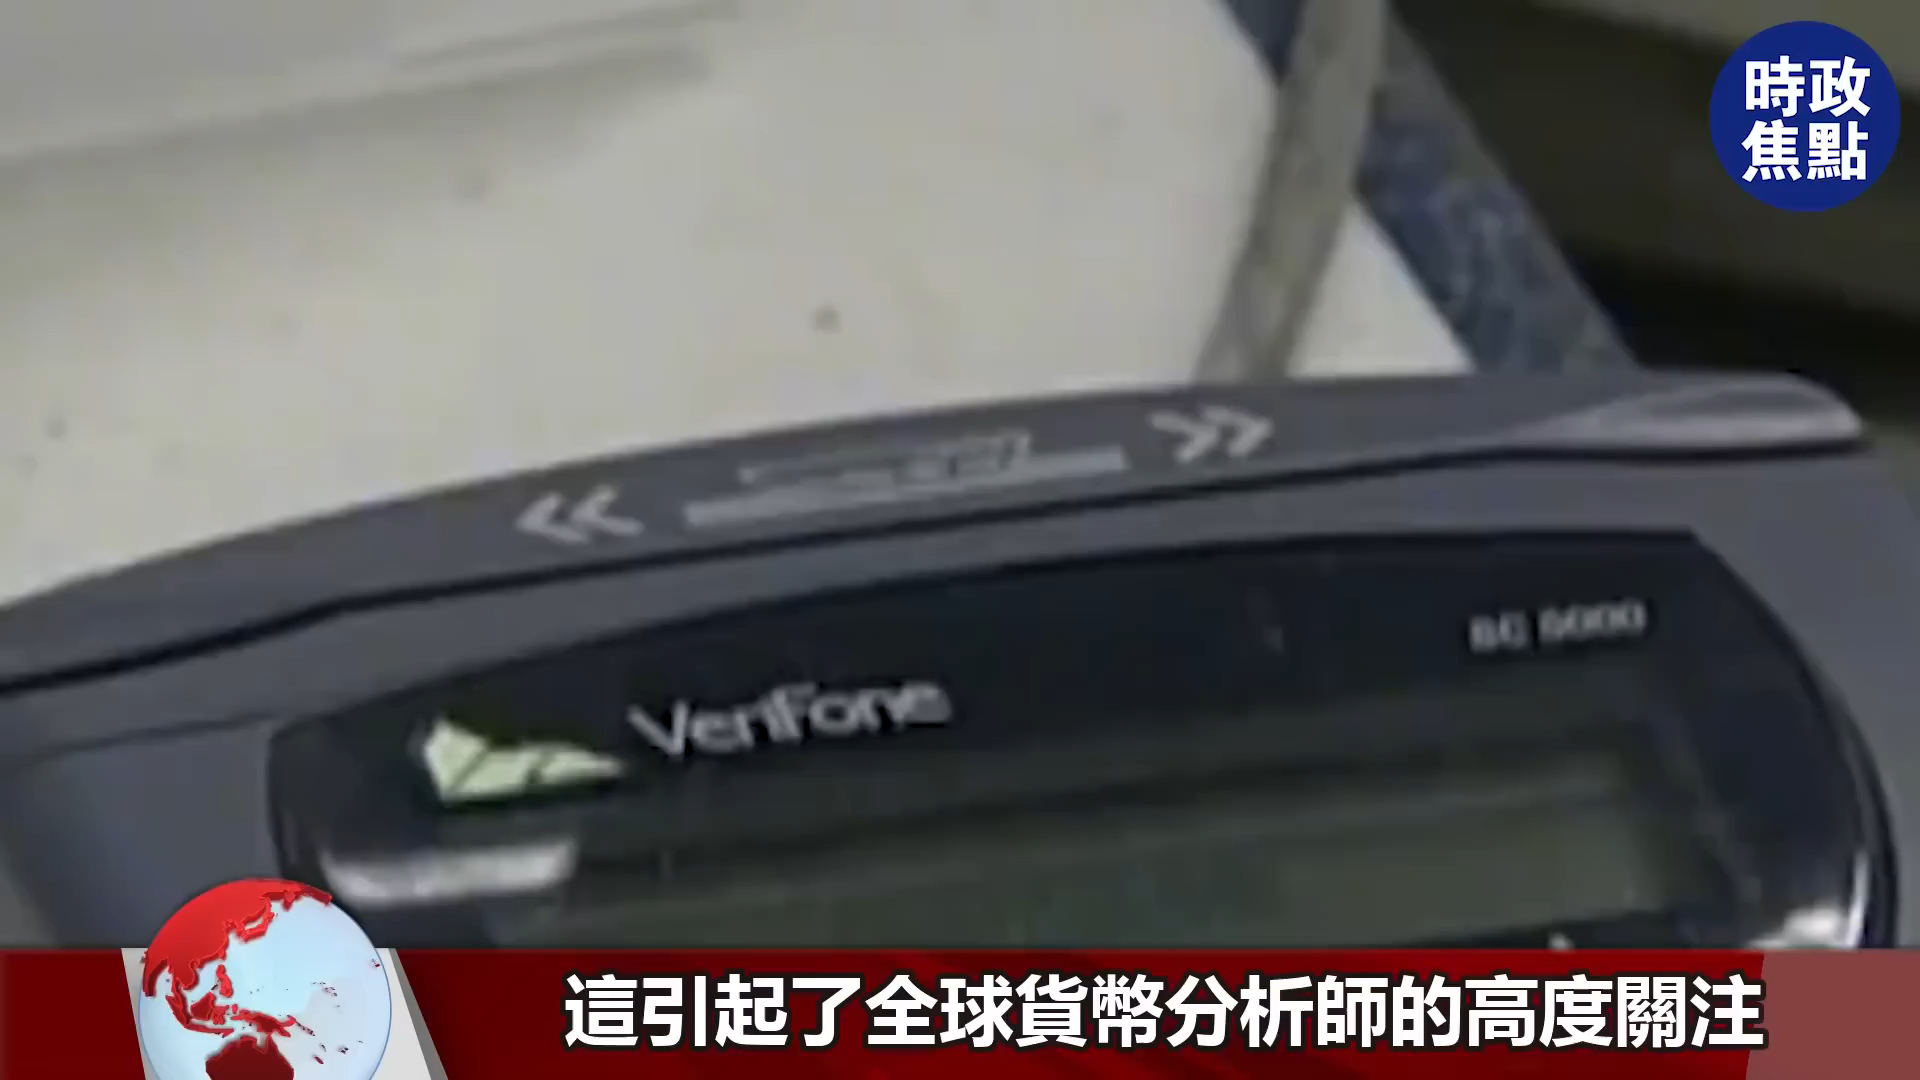 時政
焦點
VeriFone
這引起了全球貨幣分析師的高度關注